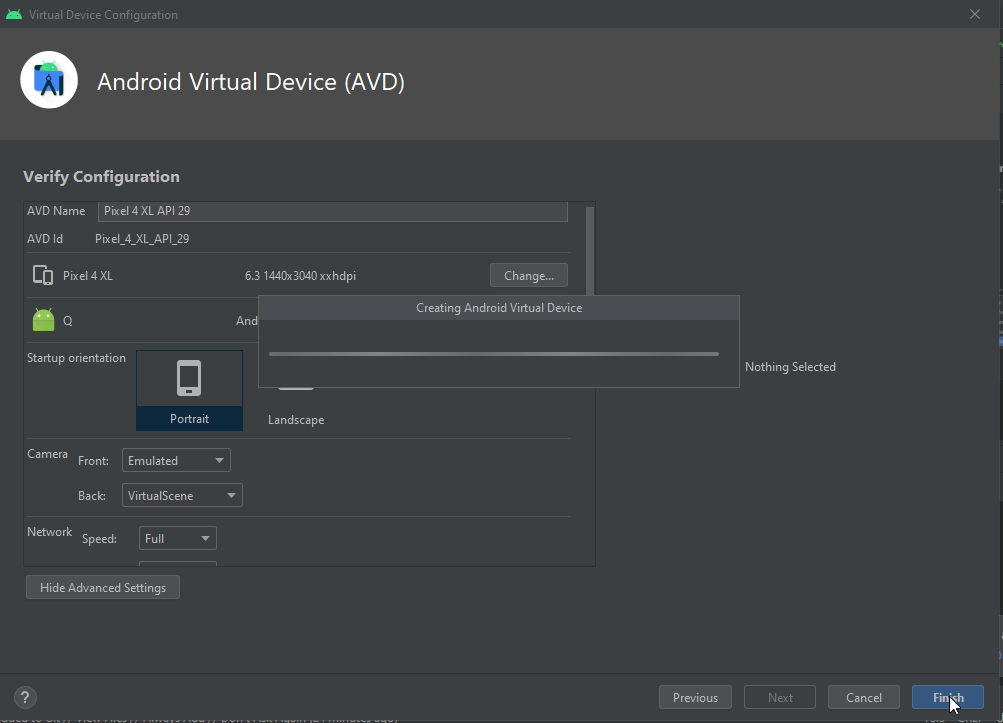 Virtual Device Configuration
Android Virtual Device (AVD)
Verify Configuration
AVD Name Pixel 4 XL API 29
AVD Id Pixel_4_XL_API_29
Pixel 4 XL 6.3 1440x3040 xxhdpi Change...
Creating Android Virtual Device
Q And
Startup orientation
Nothing Selected
Portrait Landscape
Camera Front: Emulated
Back: VirtualScene
Network Speed: Full
Hide Advanced Settings
? Previous Next Cancel Finish